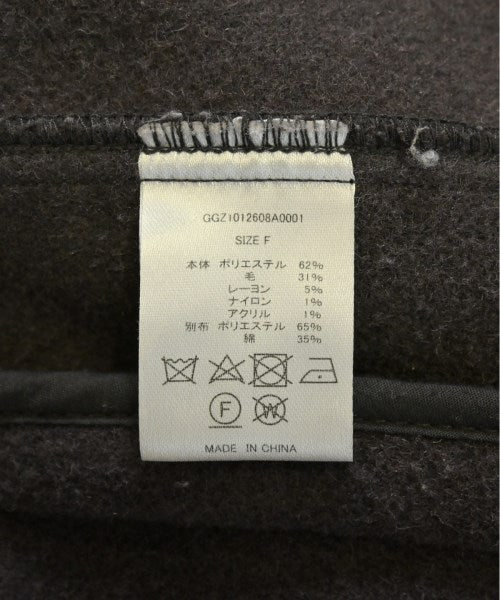 GGZ1012608A0001
SIZE F
本体 ポリエステル 62%
毛 31%
レーヨン 5%
ナイロン 1%
アクリル 1%
別布 ポリエステル 65%
綿 35%
F W
MADE IN CHINA